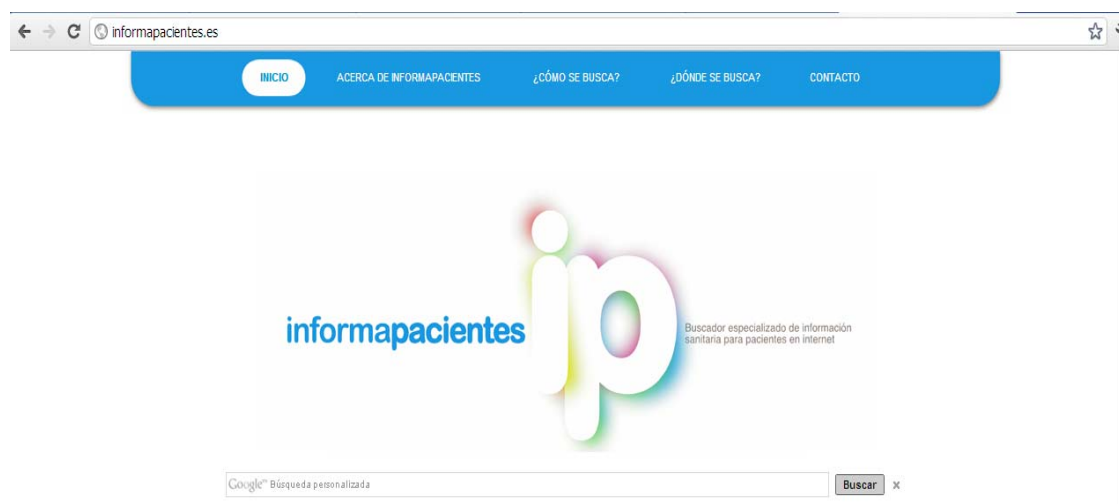 informapacientes.es
INICIO ACERCA DE INFORMAPACIENTES ¿CÓMO SE BUSCA? ¿DÓNDE SE BUSCA? CONTACTO
ip
informapacientes
Buscador especializado de información
sanitaria para pacientes en internet
Google™ Búsqueda personalizada Buscar x